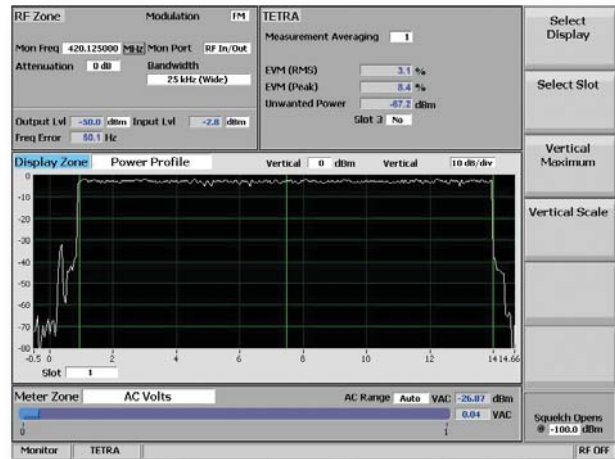 RF Zone
Modulation FM
Mon Freq 420.125000 MHz Mon Port RF In/Out
Attenuation 0 dB Bandwidth
25 kHz (Wide)
Output Lvl -50.0 dBm Input Lvl -2.8 dBm
Freq Error 50.1 Hz
TETRA
Measurement Averaging 1
EVM (RMS) 3.1 %
EVM (Peak) 8.4 %
Unwanted Power -67.2 dBm
Slot 3 No
Select Display
Select Slot
Vertical Maximum
Vertical Scale
Display Zone Power Profile Vertical 0 dBm Vertical 10 dB/div
0
-10
-20
-30
-40
-50
-60
-70
-80
-0.5 0 2 4 6 8 10 12 14 14.66
Slot 1
Meter Zone AC Volts AC Range Auto VAC -26.87 dBm
0.04 VAC
0 1
Squelch Opens
@ -100.0 dBm
Monitor TETRA RF OFF